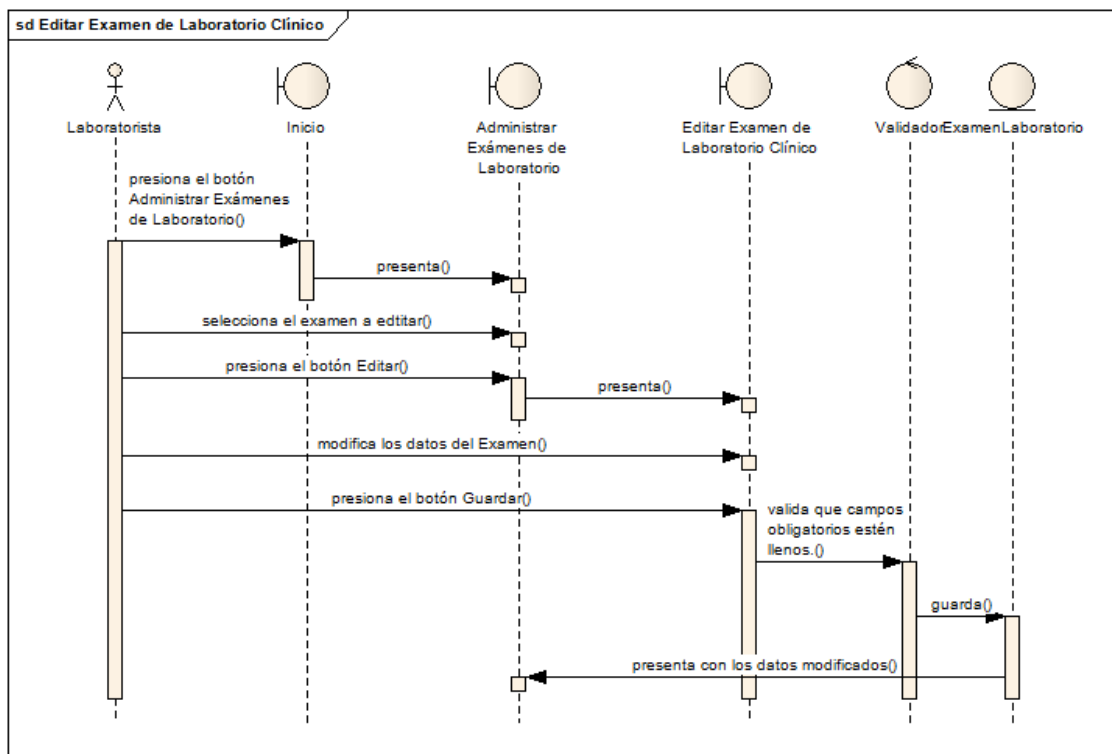 sd Editar Examen de Laboratorio Clínico
Laboratorista
Inicio
Administrar
Exámenes de
Laboratorio
Editar Examen de
Laboratorio Clínico
Validador
ExamenLaboratorio
presiona el botón
Administrar Exámenes
de Laboratorio()
presenta()
selecciona el examen a edtitar()
presiona el botón Editar()
presenta()
modifica los datos del Examen()
presiona el botón Guardar()
valida que campos
obligatorios estén
llenos.()
guarda()
presenta con los datos modificados()